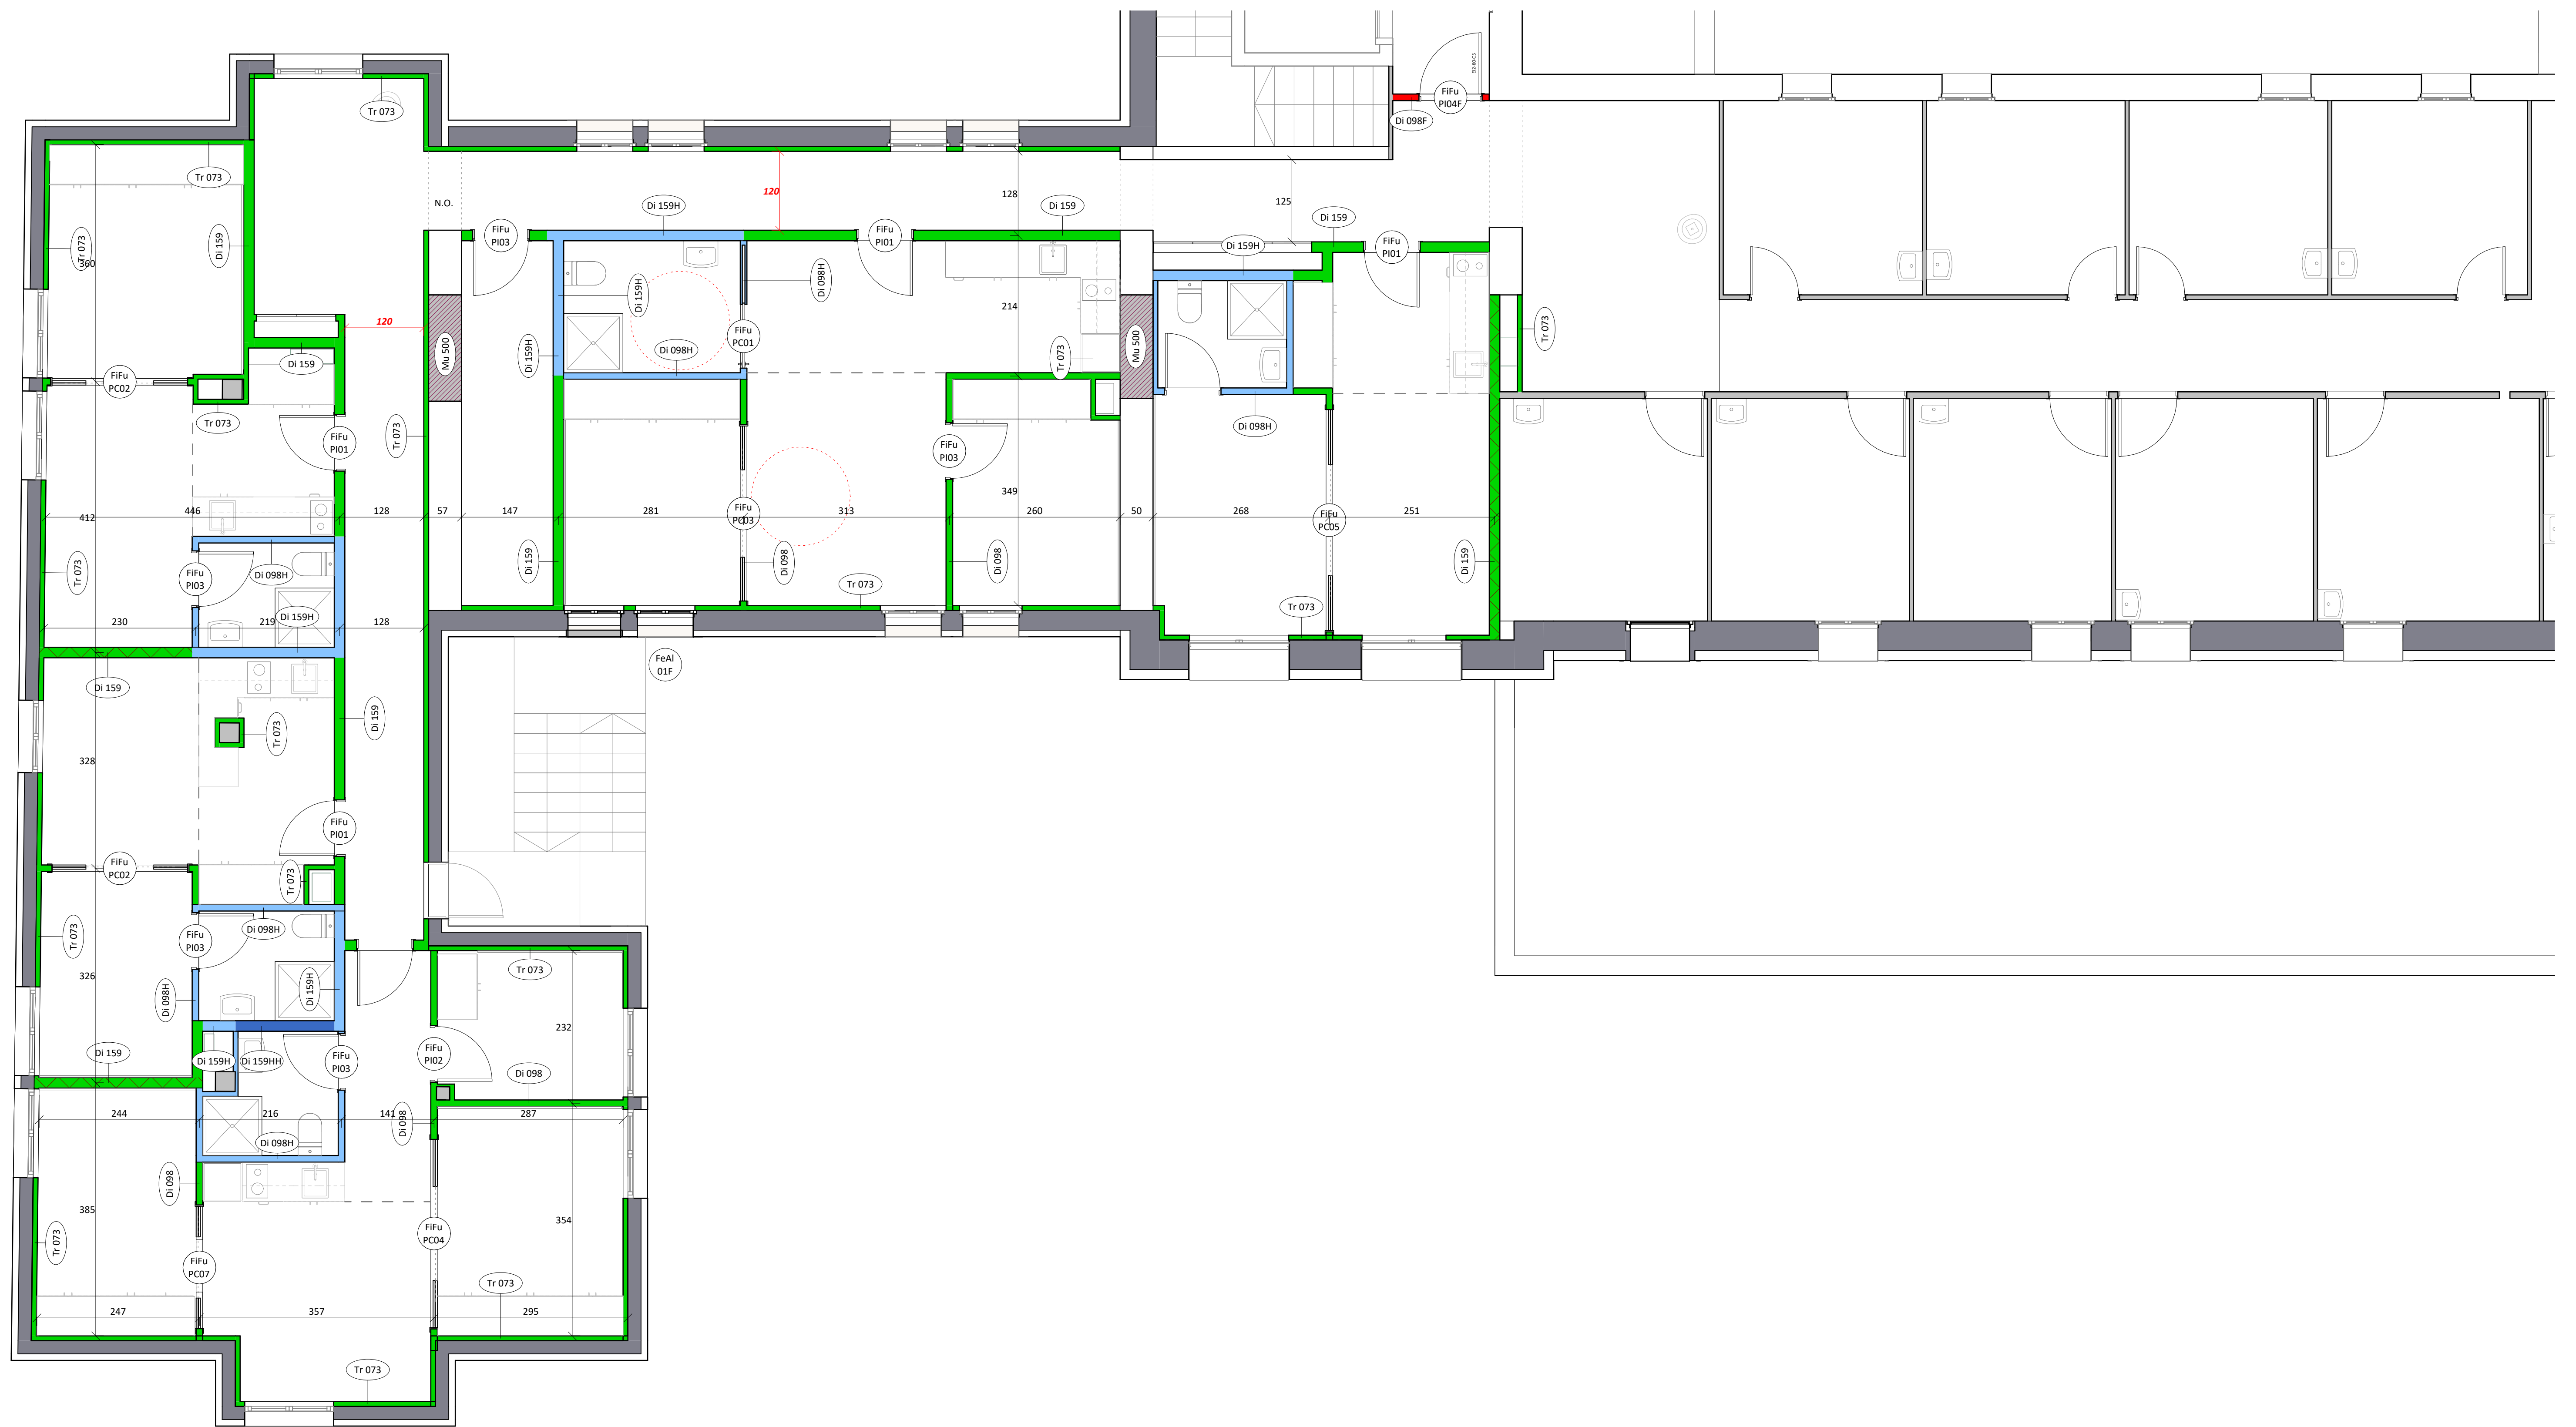 EI2-60-C5
FiFu
PI04F
Di 098F
Tr 073
Tr 073
Tr 073
360
Di 159
N.O.
Di 159H
120
128
Di 159
125
Di 159
FiFu
PI03
FiFu
PI01
Di 159H
FiFu
PI01
Di 159H
Di 098H
214
120
Mu 500
Di 159H
Di 098H
FiFu
PC01
Tr 073
Mu 500
Tr 073
Di 159
FiFu
PC02
Tr 073
FiFu
PI01
Tr 073
Di 098H
FiFu
PI03
349
412
446
128
57
147
281
FiFu
PC03
313
260
50
268
FiFu
PC05
251
Tr 073
FiFu
PI03
Di 098H
Di 159
Di 098
Di 098
Di 159
Tr 073
Tr 073
230
219
Di 159H
128
FeAl
01F
Di 159
Tr 073
Di 159
328
FiFu
PI01
FiFu
PC02
Tr 073
Tr 073
326
FiFu
PI03
Di 098H
Di 098H
Di 159H
Tr 073
232
Di 159
Di 159H
Di 159HH
FiFu
PI03
FiFu
PI02
Di 098
244
216
141
Di 098
287
Di 098H
Di 098
385
Tr 073
354
FiFu
PC04
FiFu
PC07
Tr 073
247
357
295
Tr 073